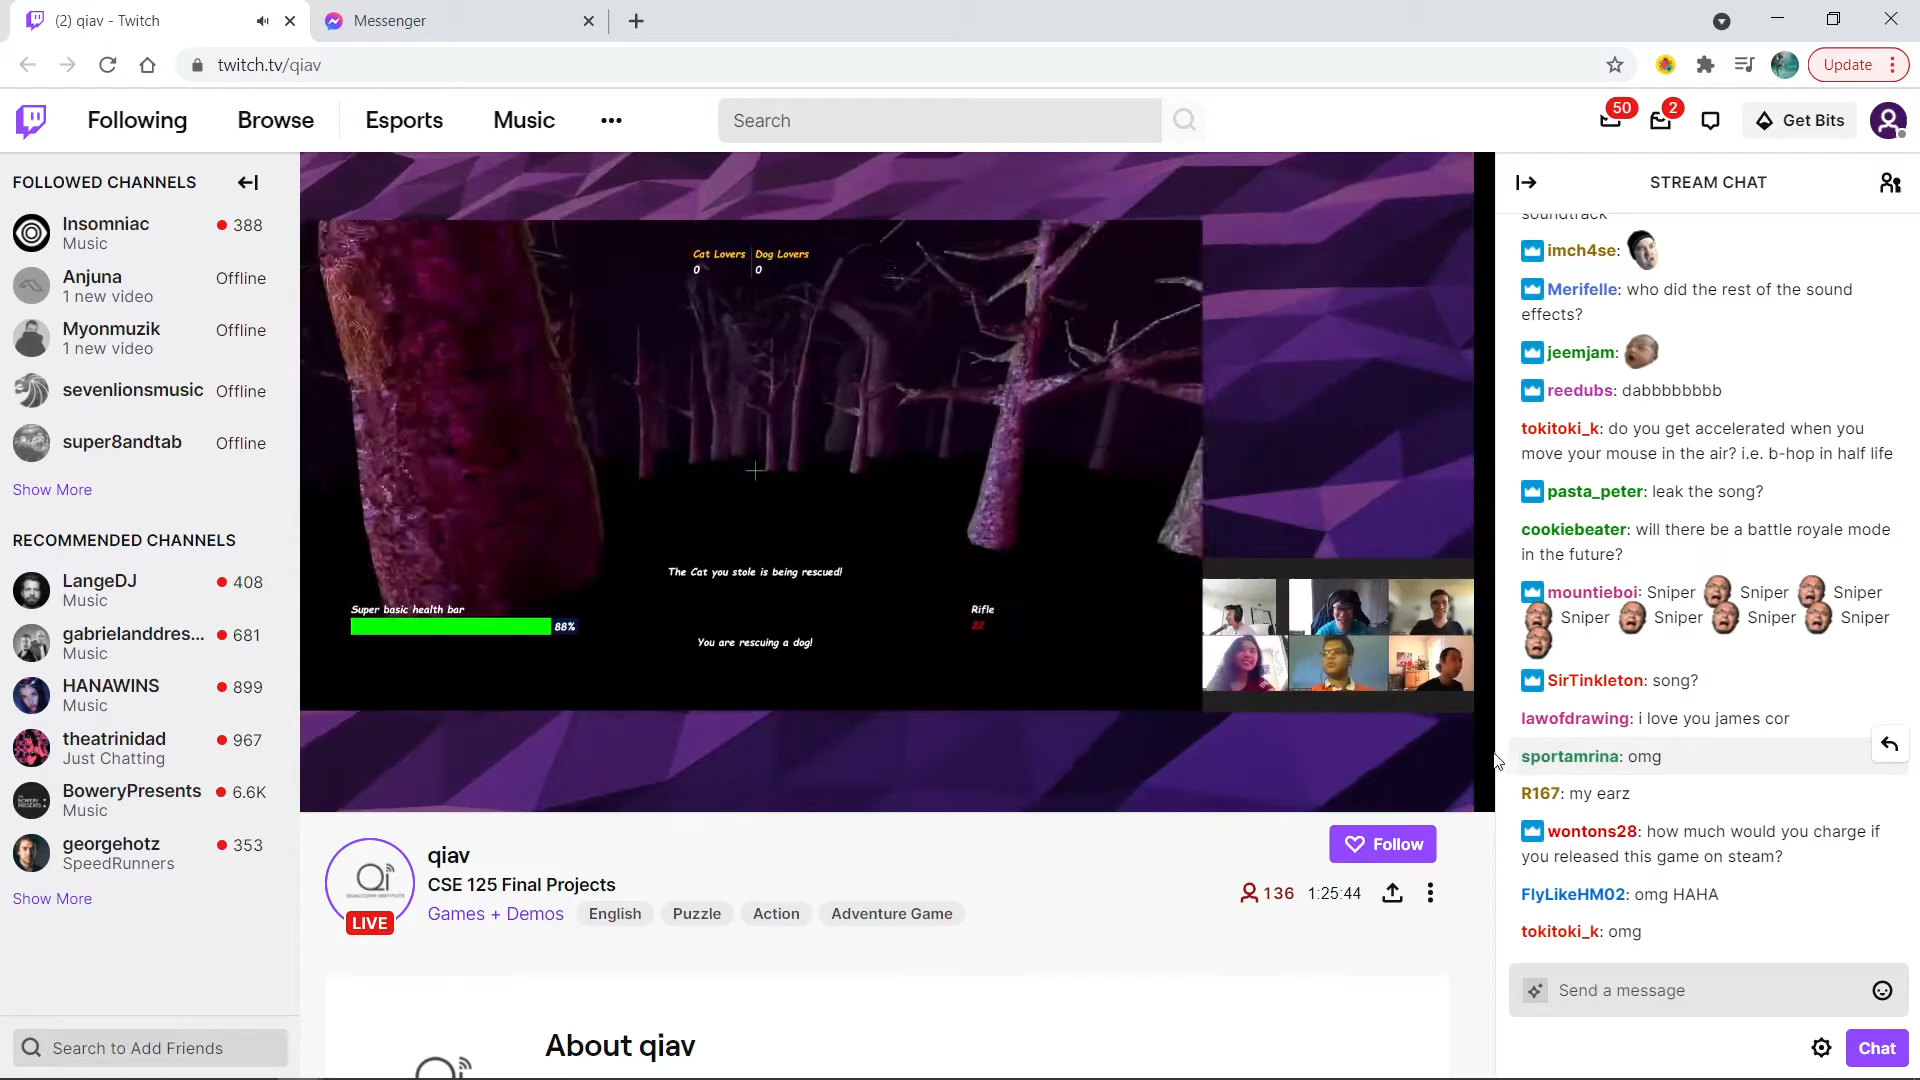 (2) qiav - Twitch
Messenger
twitch.tv/qiav
Update
Following
Browse
Esports
Music
Search
50
2
Get Bits
FOLLOWED CHANNELS
Insomniac
388
Music
Anjuna
Offline
1 new video
Myonmuzik
Offline
1 new video
sevenlionsmusic
Offline
super8andtab
Offline
Show More
RECOMMENDED CHANNELS
LangeDJ
408
Music
gabrielanddres...
681
Music
HANAWINS
899
Music
theatrinidad
967
Just Chatting
BoweryPresents
6.6K
Music
georgehotz
353
SpeedRunners
Show More
Search to Add Friends
Cat Lovers
Dog Lovers
0
0
The Cat you stole is being rescued!
Super basic health bar
88%
Rifle
22
You are rescuing a dog!
Qi
LIVE
qiav
Follow
CSE 125 Final Projects
136
1:25:44
Games + Demos
English
Puzzle
Action
Adventure Game
About qiav
STREAM CHAT
soundtrack
imch4se:
Merifelle: who did the rest of the sound
effects?
jeemjam:
reedubs: dabbbbbbbb
tokitoki_k: do you get accelerated when you
move your mouse in the air? i.e. b-hop in half life
pasta_peter: leak the song?
cookiebeater: will there be a battle royale mode
in the future?
mountieboi: Sniper Sniper Sniper
Sniper Sniper Sniper Sniper
SirTinkleton: song?
lawofdrawing: i love you james cor
sportamrina: omg
R167: my earz
wontons28: how much would you charge if
you released this game on steam?
FlyLikeHM02: omg HAHA
tokitoki_k: omg
Send a message
Chat